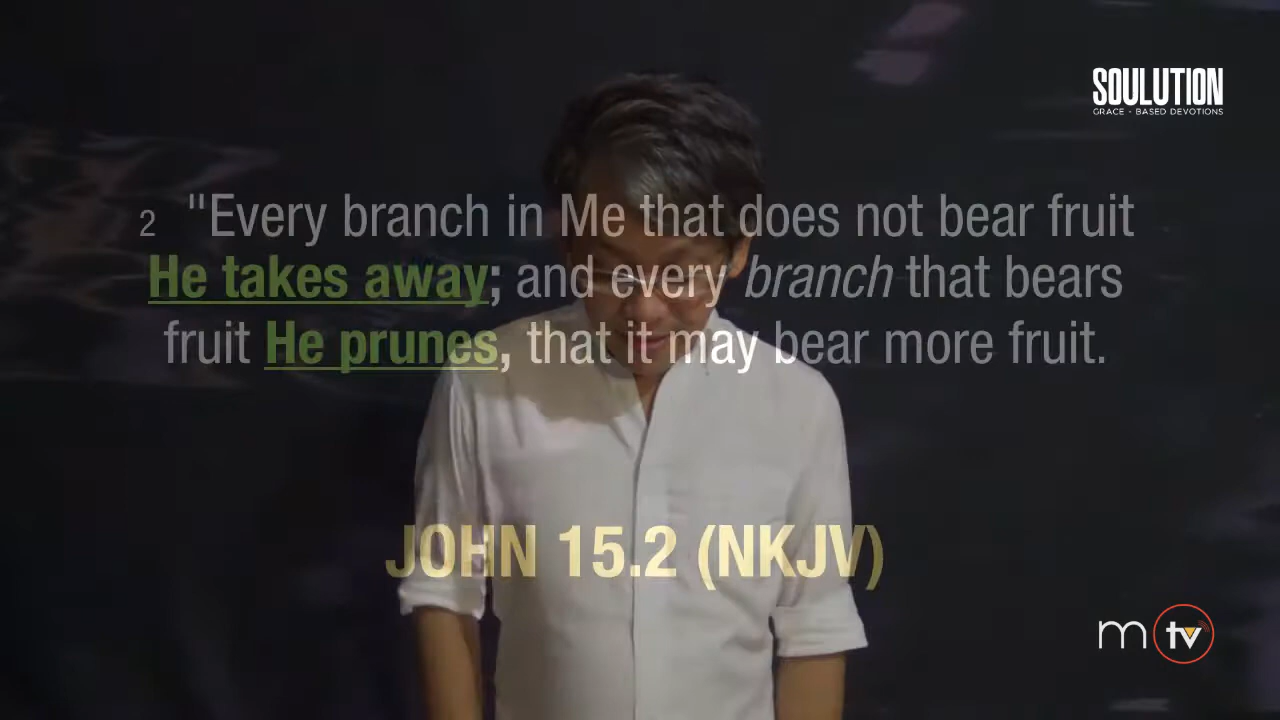 SOULUTION
GRACE - BASED DEVOTIONS
2 "Every branch in Me that does not bear fruit
He takes away; and every branch that bears
fruit He prunes, that it may bear more fruit.
JOHN 15.2 (NKJV)
m tv